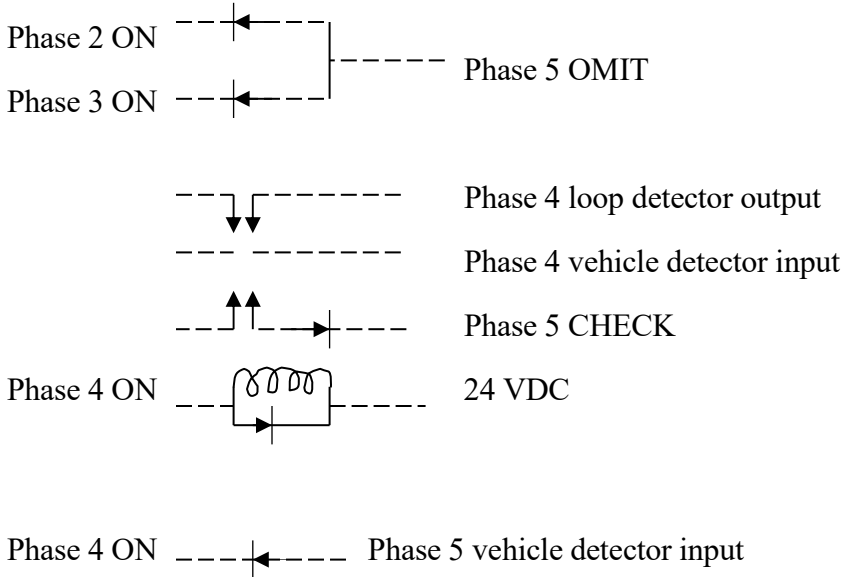 Phase 2 ON
Phase 5 OMIT
Phase 3 ON
Phase 4 loop detector output
Phase 4 vehicle detector input
Phase 5 CHECK
Phase 4 ON 24 VDC
Phase 4 ON Phase 5 vehicle detector input